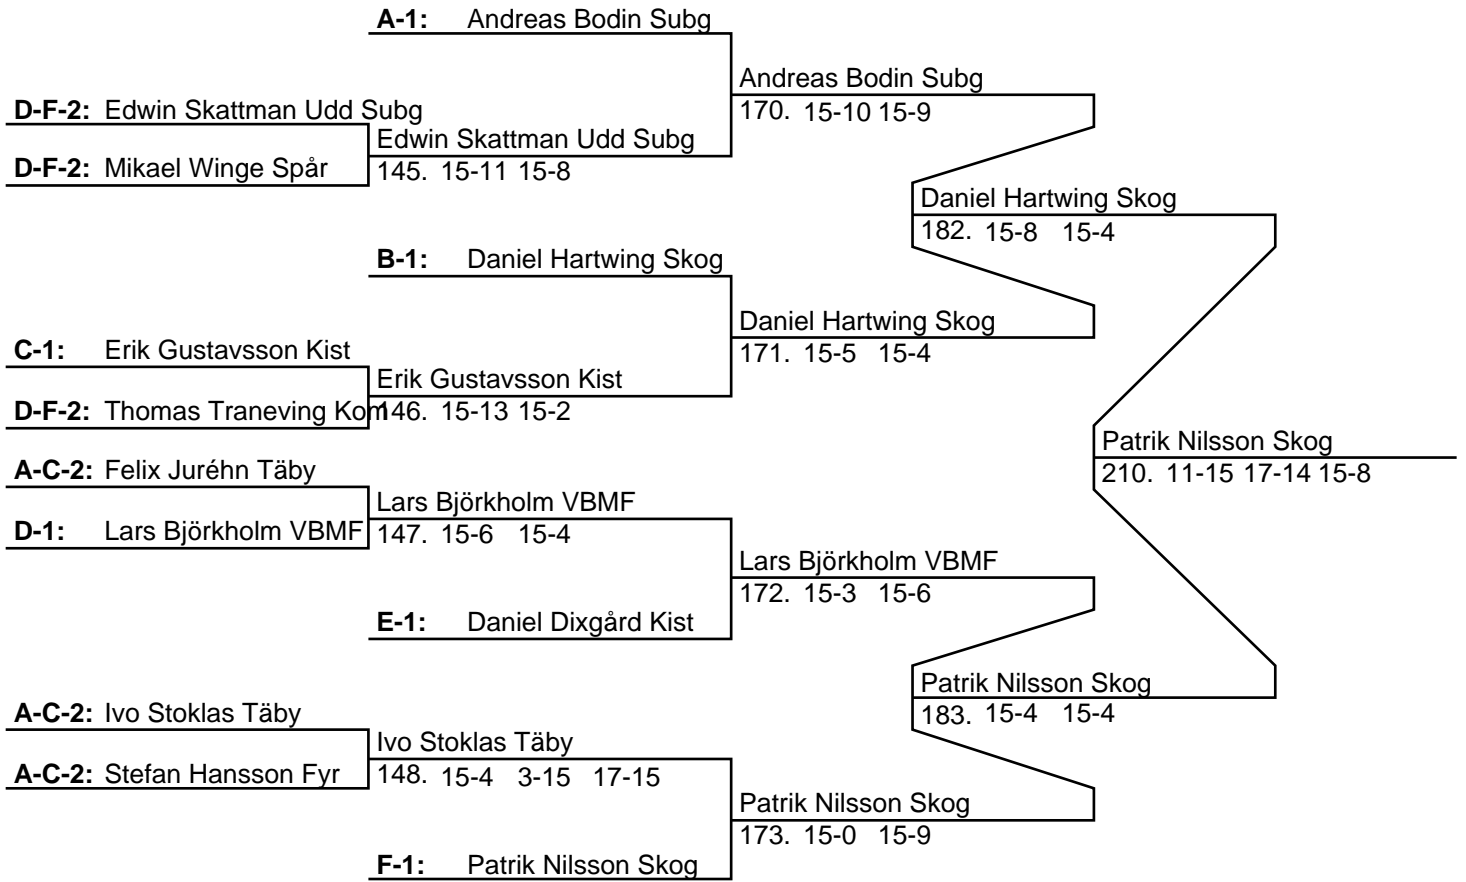 A-1: Andreas Bodin Subg
Andreas Bodin Subg
170. 15-10 15-9
D-F-2: Edwin Skattman Udd Subg
Edwin Skattman Udd Subg
D-F-2: Mikael Winge Spår
145. 15-11 15-8
Daniel Hartwing Skog
182. 15-8 15-4
B-1: Daniel Hartwing Skog
Daniel Hartwing Skog
171. 15-5 15-4
C-1: Erik Gustavsson Kist
Erik Gustavsson Kist
D-F-2: Thomas Traneving Kom
146. 15-13 15-2
Patrik Nilsson Skog
210. 11-15 17-14 15-8
A-C-2: Felix Juréhn Täby
Lars Björkholm VBMF
D-1: Lars Björkholm VBMF
147. 15-6 15-4
Lars Björkholm VBMF
172. 15-3 15-6
E-1: Daniel Dixgård Kist
Patrik Nilsson Skog
183. 15-4 15-4
A-C-2: Ivo Stoklas Täby
Ivo Stoklas Täby
A-C-2: Stefan Hansson Fyr
148. 15-4 3-15 17-15
Patrik Nilsson Skog
173. 15-0 15-9
F-1: Patrik Nilsson Skog